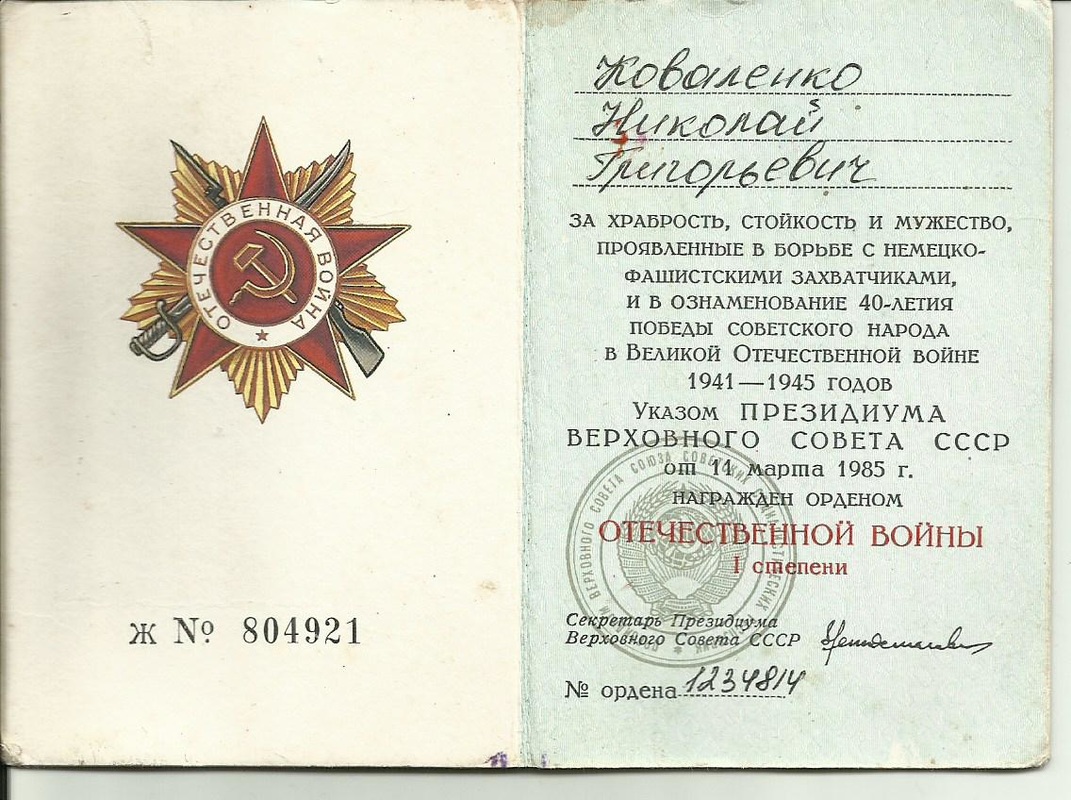 ОТЕЧЕСТВЕННАЯ ВОЙНА
Ж № 804921
Коваленко
Николай
Григорьевич
ЗА ХРАБРОСТЬ, СТОЙКОСТЬ И МУЖЕСТВО,
ПРОЯВЛЕННЫЕ В БОРЬБЕ С НЕМЕЦКО-
ФАШИСТСКИМИ ЗАХВАТЧИКАМИ,
И В ОЗНАМЕНОВАНИЕ 40-ЛЕТИЯ
ПОБЕДЫ СОВЕТСКОГО НАРОДА
В ВЕЛИКОЙ ОТЕЧЕСТВЕННОЙ ВОЙНЕ
1941—1945 ГОДОВ
УКАЗОМ ПРЕЗИДИУМА
ВЕРХОВНОГО СОВЕТА СССР
от 14 марта 1985 г.
НАГРАЖДЕН ОРДЕНОМ
ОТЕЧЕСТВЕННОЙ ВОЙНЫ
I степени
Секретарь Президиума
Верховного Совета СССР
№ ордена 1234814